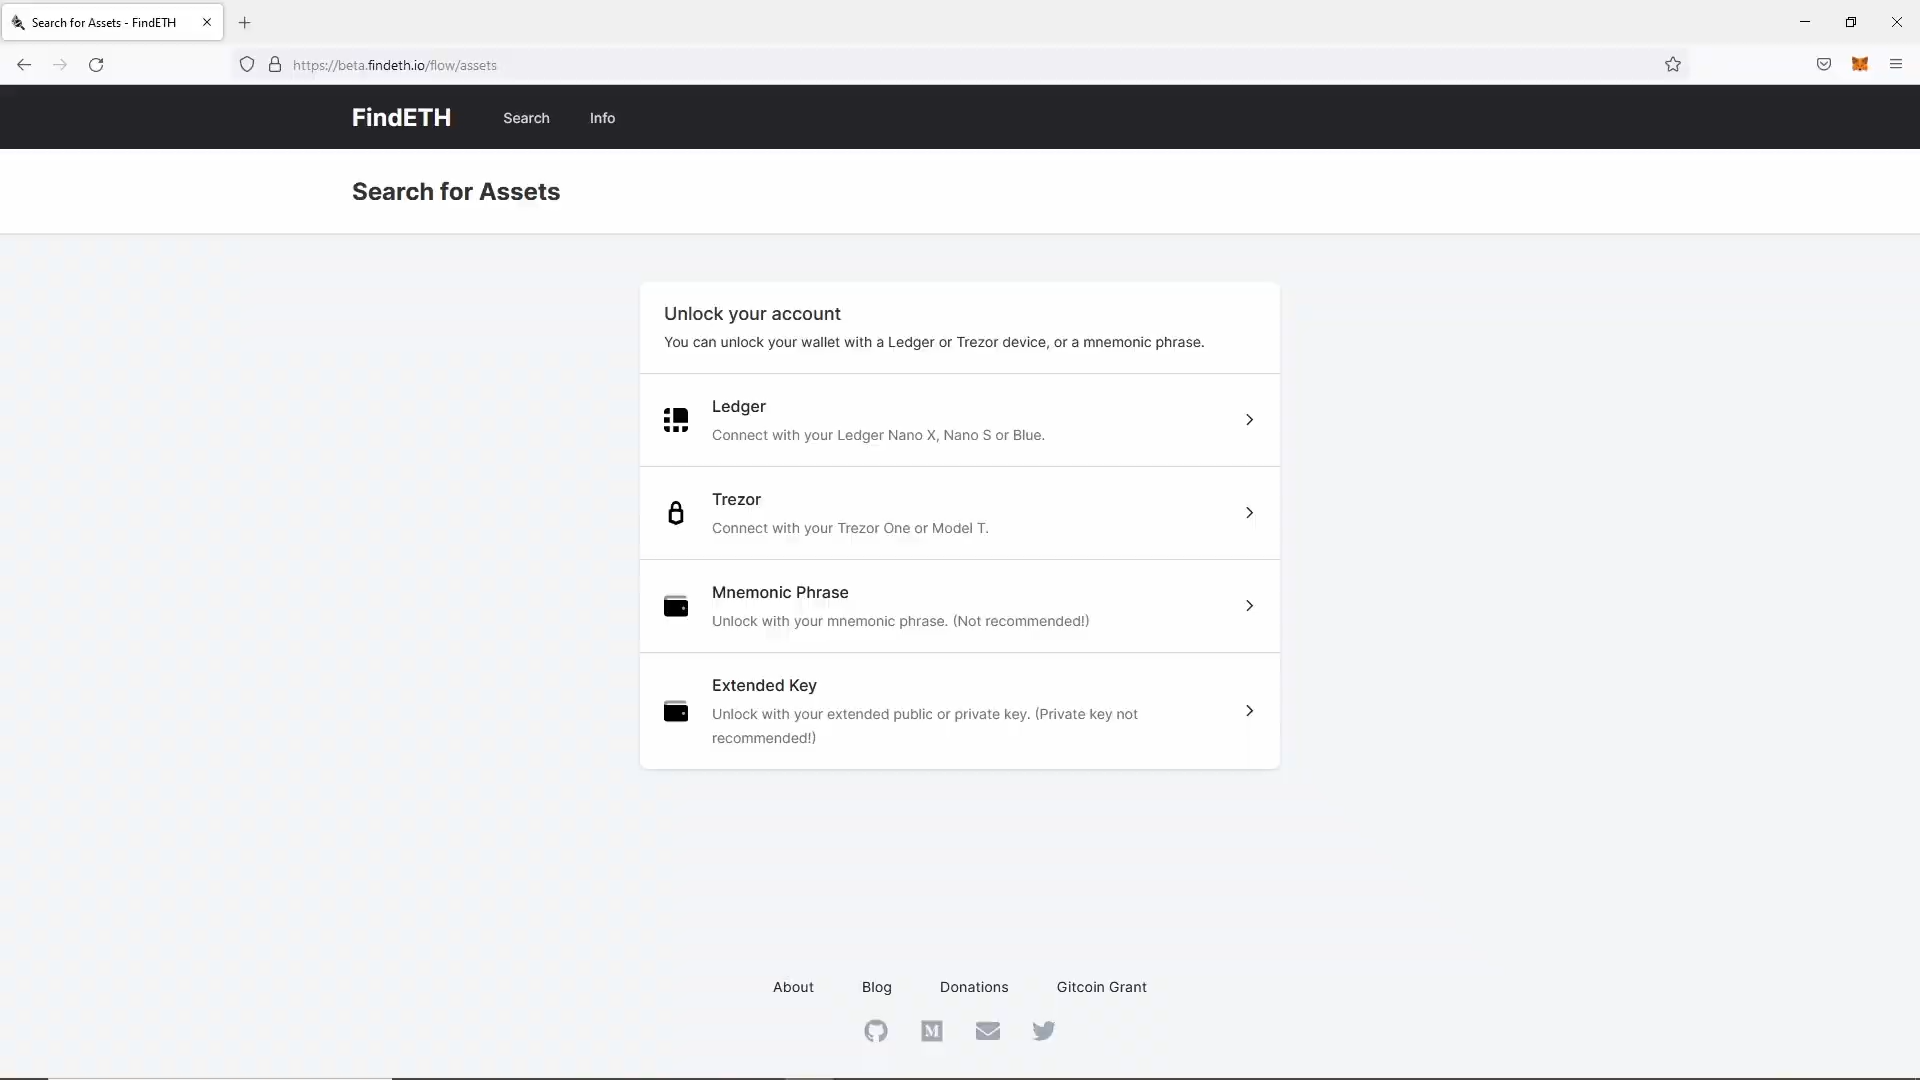 Search for Assets - FindETH
https://beta.findeth.io/flow/assets
FindETH
Search
Info
Search for Assets
Unlock your account
You can unlock your wallet with a Ledger or Trezor device, or a mnemonic phrase.
Ledger
Connect with your Ledger Nano X, Nano S or Blue.
Trezor
Connect with your Trezor One or Model T.
Mnemonic Phrase
Unlock with your mnemonic phrase. (Not recommended!)
Extended Key
Unlock with your extended public or private key. (Private key not
recommended!)
About
Blog
Donations
Gitcoin Grant
M